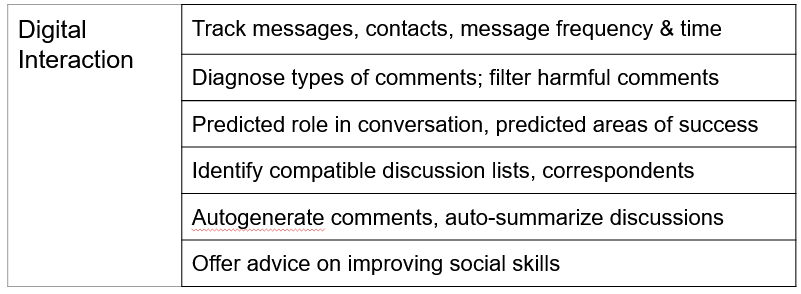 Digital
Interaction
Track messages, contacts, message frequency & time
Diagnose types of comments; filter harmful comments
Predicted role in conversation, predicted areas of success
Identify compatible discussion lists, correspondents
Autogenerate comments, auto-summarize discussions
Offer advice on improving social skills